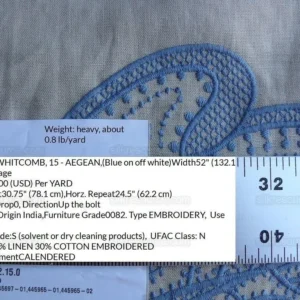 Weight: heavy, about
0.8 lb/yard
WHITCOMB, 15 - AEGEAN,(Blue on off white)Width52" (132.1
age
00 (USD) Per YARD
:30.75" (78.1 cm),Horz. Repeat24.5" (62.2 cm)
Drop0, DirectionUp the bolt
Origin India,Furniture Grade0082. Type EMBROIDERY, Use
de:S (solvent or dry cleaning products), UFAC Class: N
% LINEN 30% COTTON EMBROIDERED
mentCALENDERED
2.15.0
3 2
0 4